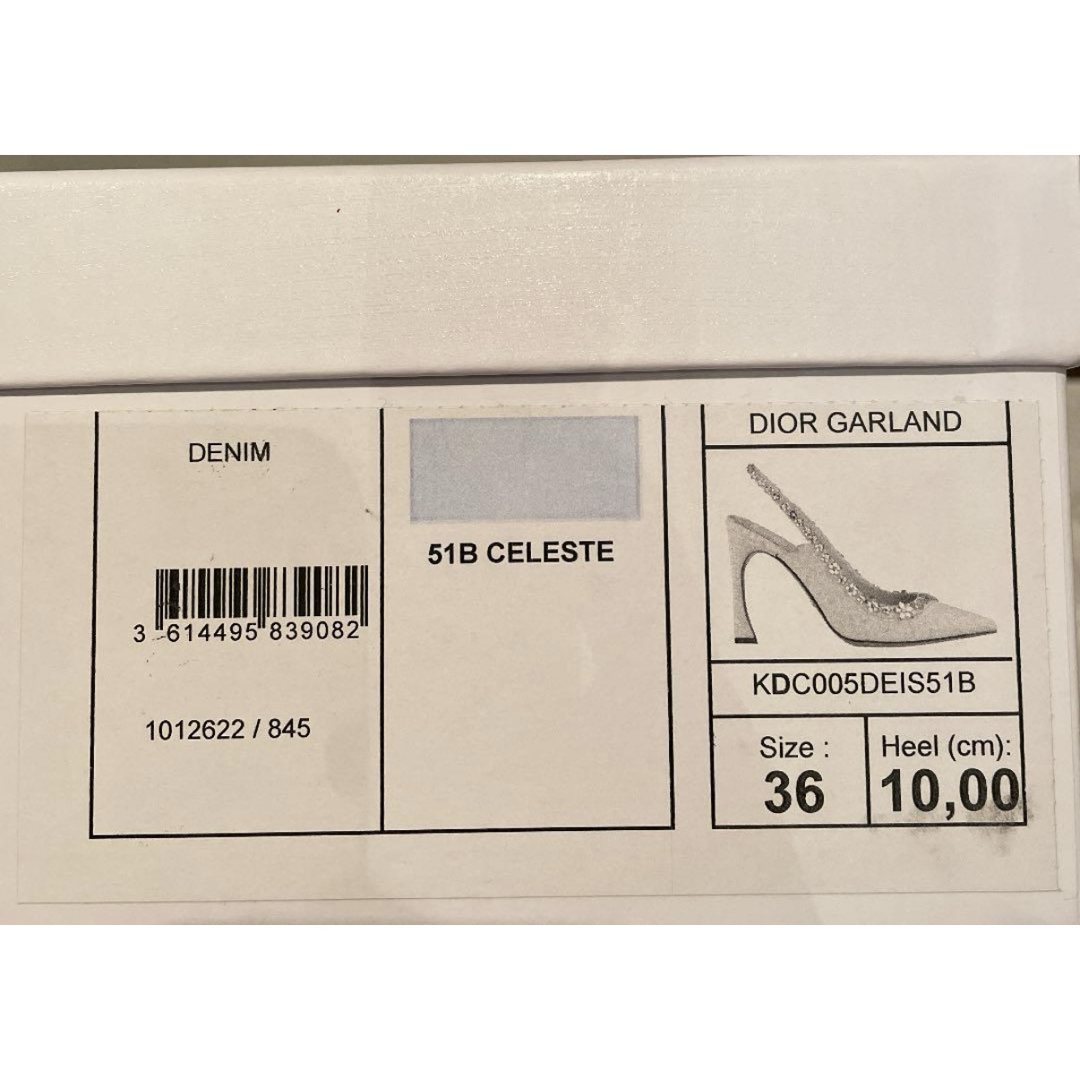 DENIM
3 614495 839082
1012622 / 845
51B CELESTE
DIOR GARLAND
KDC005DEIS51B
Size :
36
Heel (cm):
10,00